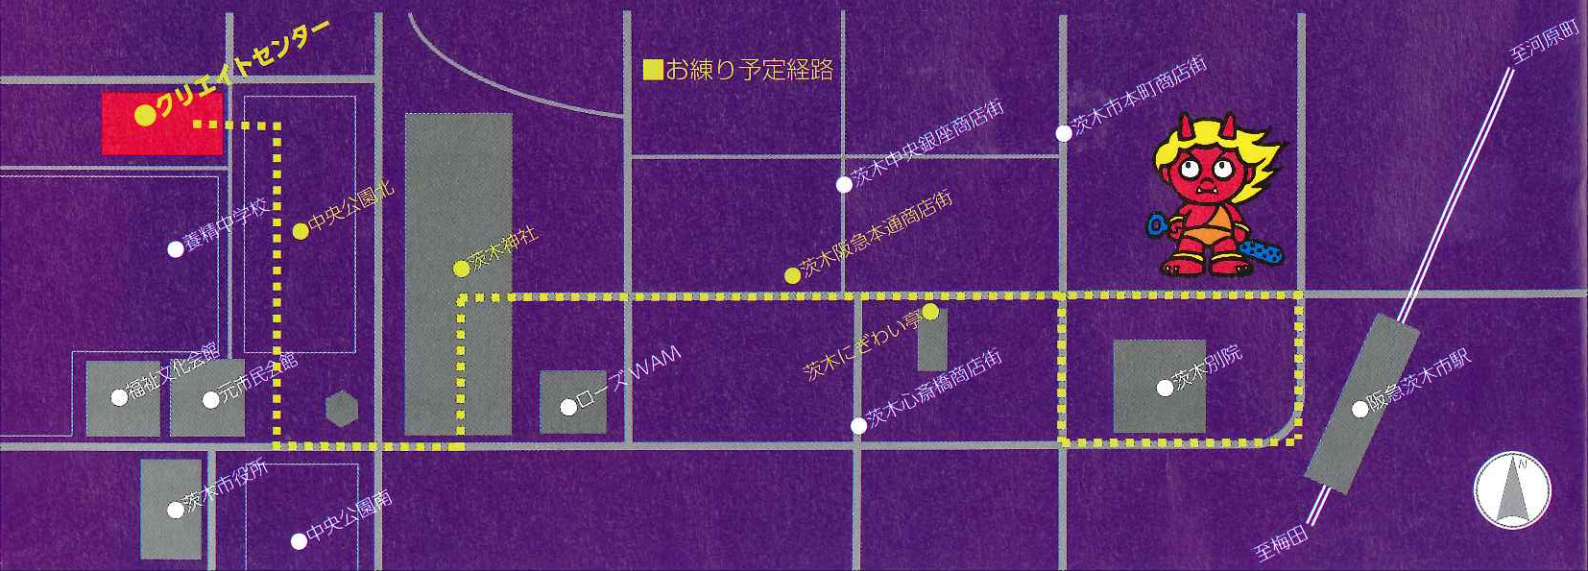 クリエイトセンター
■お練り予定経路
至河原町
茨木市本町商店街
茨木中央銀座商店街
養精中学校
中央公園北
茨木神社
茨木阪急本通商店街
茨木にぎわい亭
福祉文化会館
元市民会館
ローズWAM
茨木心斎橋商店街
茨木別院
阪急茨木市駅
茨木市役所
中央公園南
至梅田
N